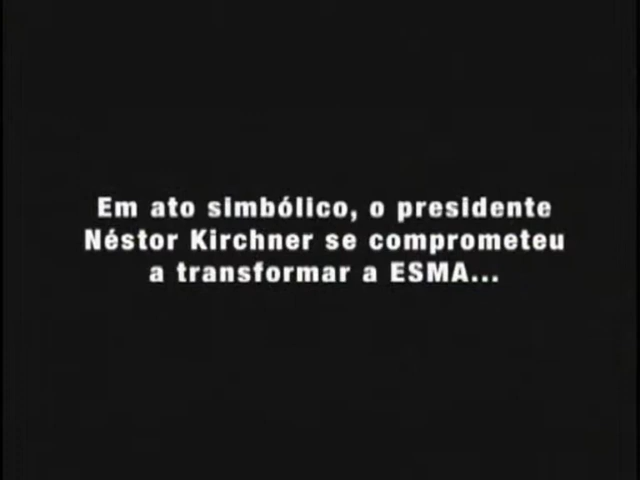 Em ato simbólico, o presidente
Néstor Kirchner se comprometeu
a transformar a ESMA...